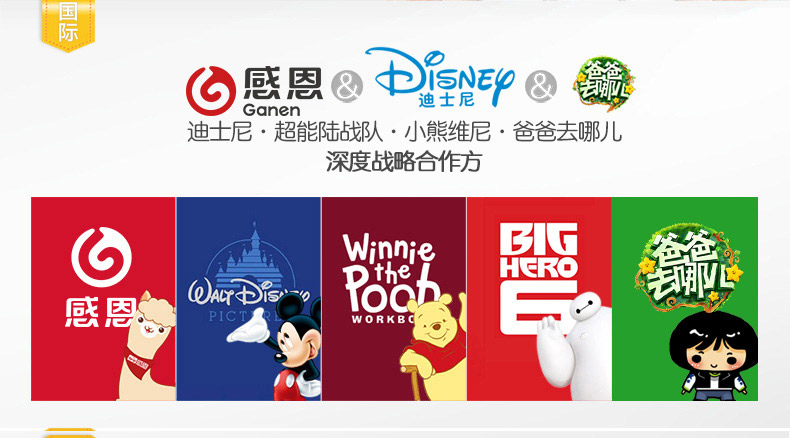 国际
感恩 & DISNEY & 爸爸去哪儿
Ganen 迪士尼
迪士尼·超能陆战队·小熊维尼·爸爸去哪儿
深度战略合作方
感恩
WALT DISNEY
PICTURE
Winnie
the
Pooh
WORKBO
BIG
HERO
6
爸爸
去哪儿